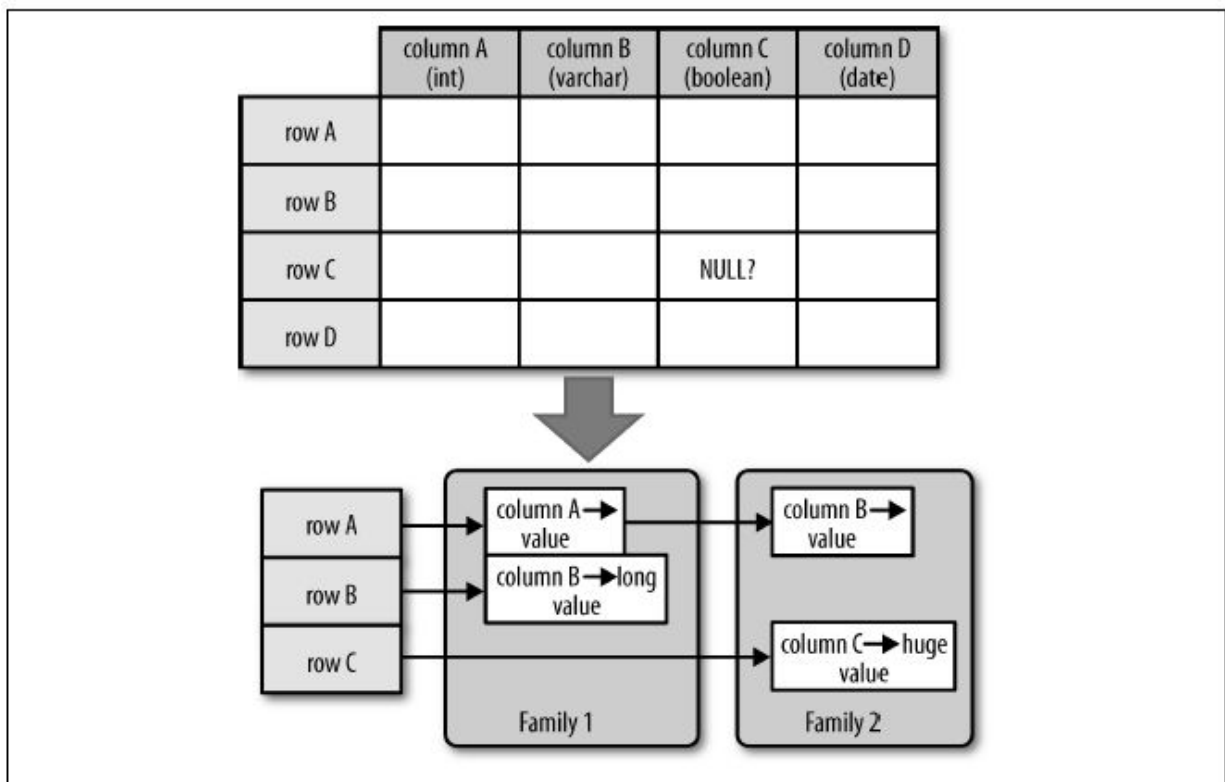 column A
(int)
column B
(varchar)
column C
(boolean)
column D
(date)
row A
row B
row C
NULL?
row D
row A
column A→
value
column B→
value
row B
column B→long
value
row C
column C→huge
value
Family 1
Family 2